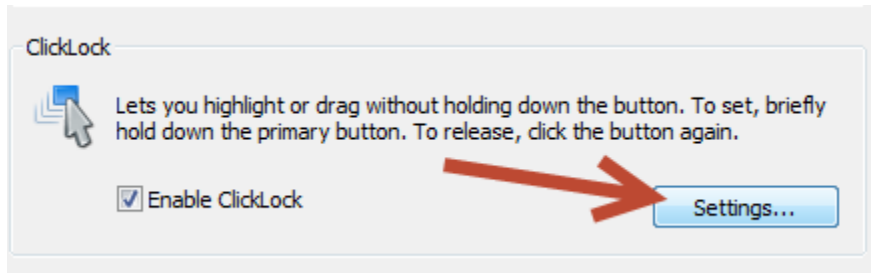 ClickLock
Lets you highlight or drag without holding down the button. To set, briefly
hold down the primary button. To release, click the button again.
Enable ClickLock
Settings...